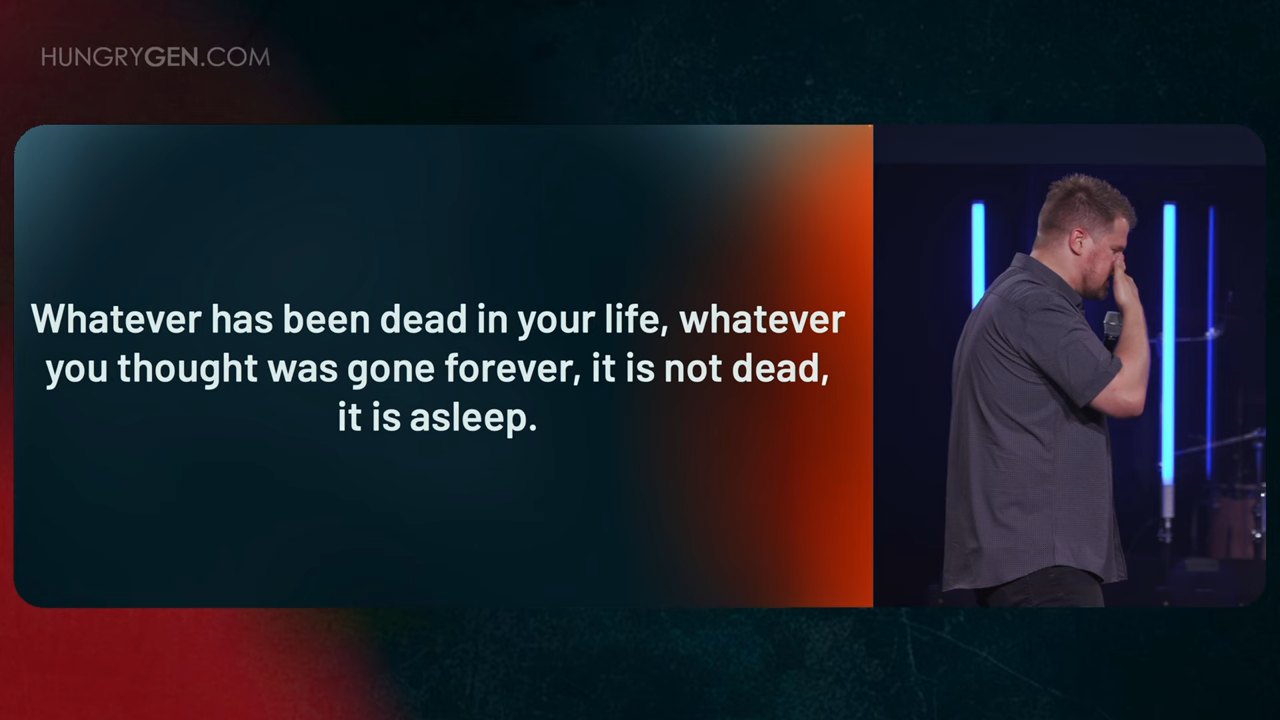 HUNGRYGEN.COM
Whatever has been dead in your life, whatever
you thought was gone forever, it is not dead,
it is asleep.